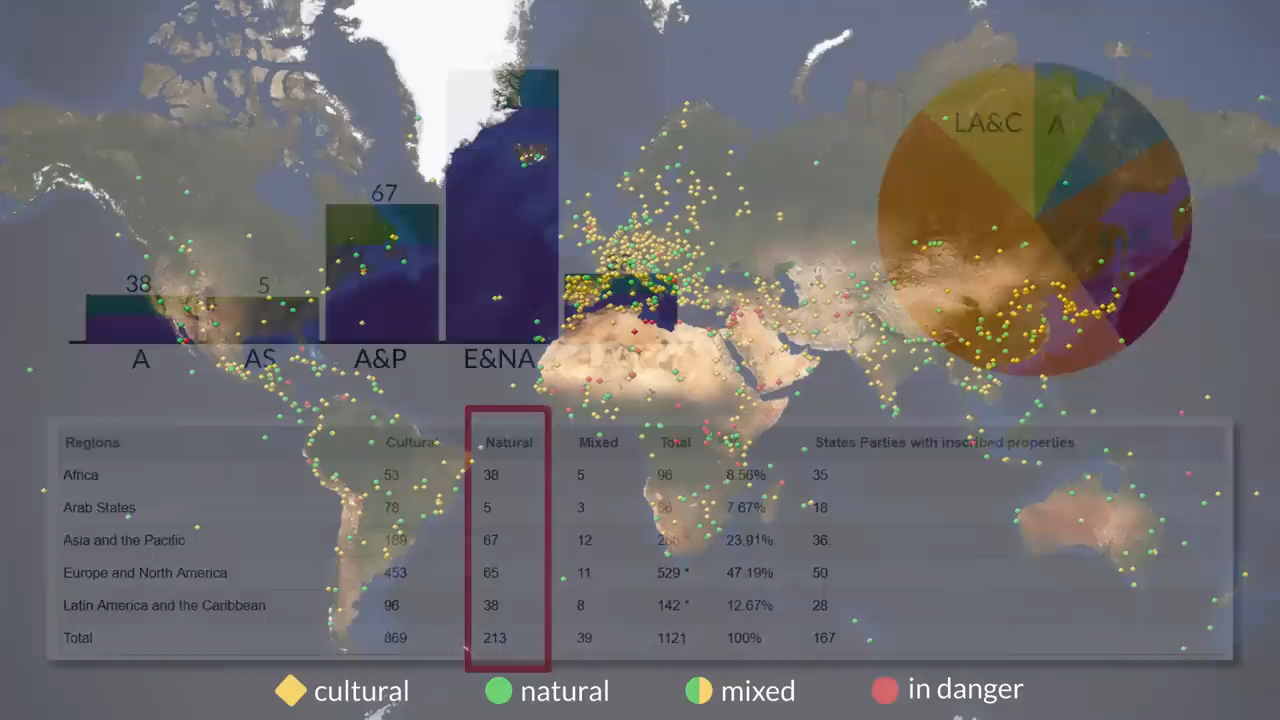 LA&C
A
67
38
5
A
AS
A&P
E&NA
Regions Cultural Natural Mixed Total States Parties with inscribed properties
Africa 53 38 5 96 8.56% 35
Arab States 78 5 3 7.67% 18
Asia and the Pacific 189 67 12 23.91% 36
Europe and North America 453 65 11 529 * 47.19% 50
Latin America and the Caribbean 96 38 8 142 * 12.67% 28
Total 869 213 39 1121 100% 167
cultural natural mixed in danger